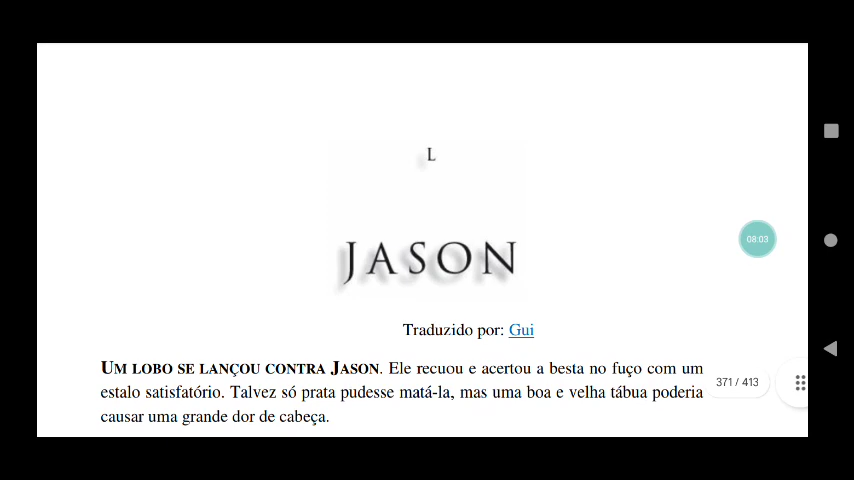 L
JASON
Traduzido por: Gui
UM LOBO SE LANÇOU CONTRA JASON. Ele recuou e acertou a besta no fuço com um
estalo satisfatório. Talvez só prata pudesse matá-la, mas uma boa e velha tábua poderia
causar uma grande dor de cabeça.
08:03
371 / 413